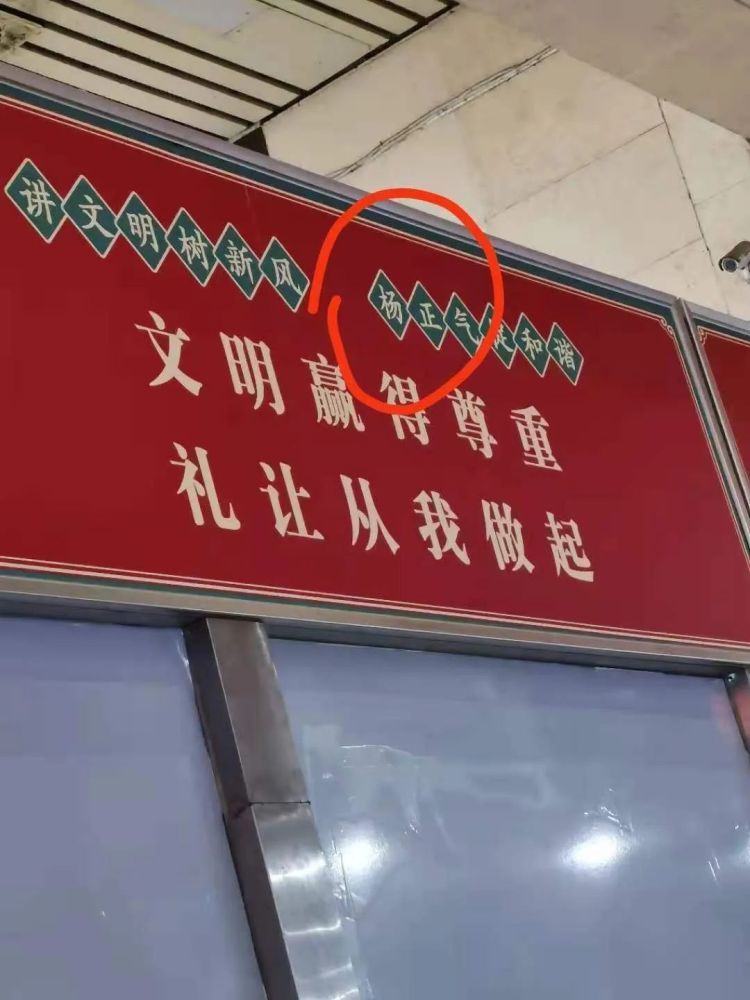 讲文明树新风 杨正气促和谐
文明赢得尊重
礼让从我做起